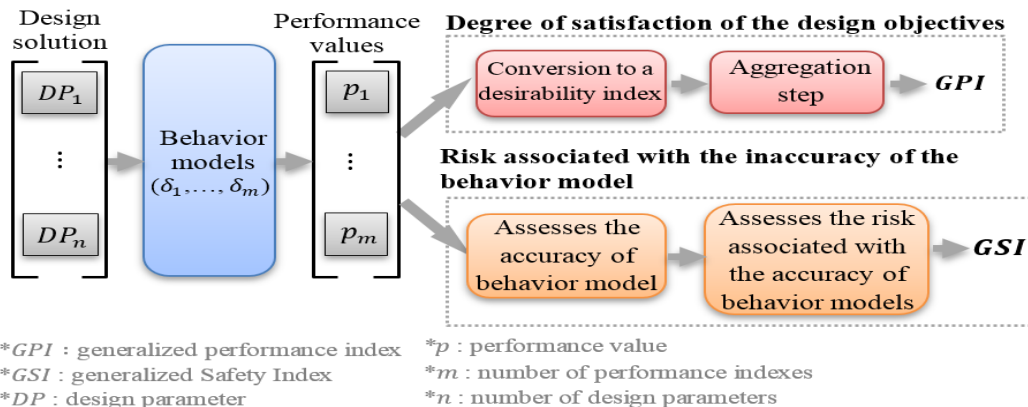 Design
solution
DP₁
⋮
DPₙ
Behavior
models
(δ₁,…, δₘ)
Performance
values
p₁
⋮
pₘ
Degree of satisfaction of the design objectives
Conversion to a
desirability index
Aggregation
step
GPI
Risk associated with the inaccuracy of the
behavior model
Assesses the
accuracy of
behavior model
Assesses the risk
associated with
the accuracy of
behavior models
GSI
*GPI : generalized performance index
*GSI : generalized Safety Index
*DP : design parameter
*p : performance value
*m : number of performance indexes
*n : number of design parameters